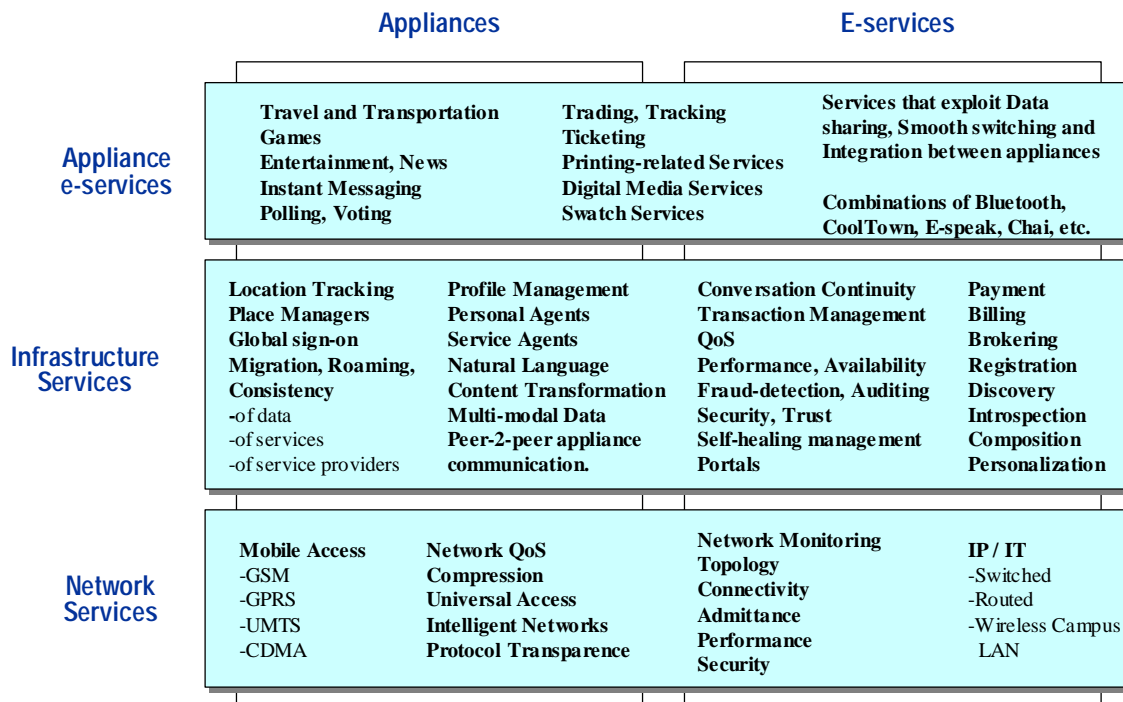 Appliances
E-services
Appliance
e-services
Travel and Transportation
Games
Entertainment, News
Instant Messaging
Polling, Voting
Trading, Tracking
Ticketing
Printing-related Services
Digital Media Services
Swatch Services
Services that exploit Data
sharing, Smooth switching and
Integration between appliances
Combinations of Bluetooth,
CoolTown, E-speak, Chai, etc.
Infrastructure
Services
Location Tracking
Place Managers
Global sign-on
Migration, Roaming,
Consistency
-of data
-of services
-of service providers
Profile Management
Personal Agents
Service Agents
Natural Language
Content Transformation
Multi-modal Data
Peer-2-peer appliance
communication.
Conversation Continuity
Transaction Management
QoS
Performance, Availability
Fraud-detection, Auditing
Security, Trust
Self-healing management
Portals
Payment
Billing
Brokering
Registration
Discovery
Introspection
Composition
Personalization
Network
Services
Mobile Access
-GSM
-GPRS
-UMTS
-CDMA
Network QoS
Compression
Universal Access
Intelligent Networks
Protocol Transparence
Network Monitoring
Topology
Connectivity
Admittance
Performance
Security
IP / IT
-Switched
-Routed
-Wireless Campus
LAN